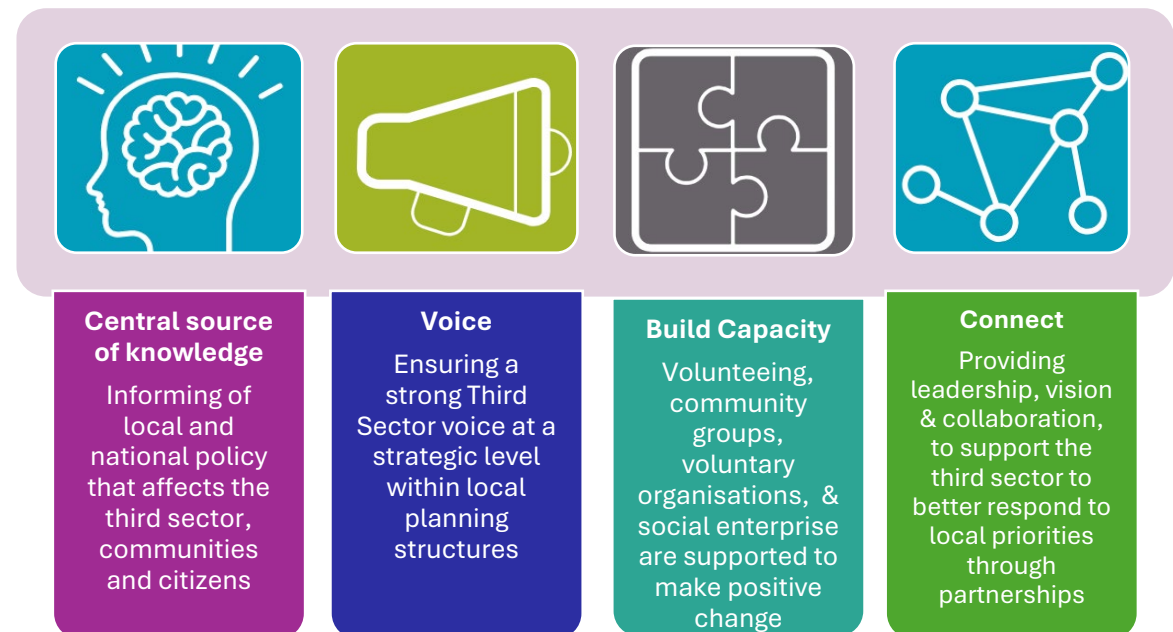 Central source
of knowledge
Informing of
local and
national policy
that affects the
third sector,
communities
and citizens
Voice
Ensuring a
strong Third
Sector voice at a
strategic level
within local
planning
structures
Build Capacity
Volunteeing,
community
groups,
voluntary
organisations,  &
social enterprise
are supported to
make positive
change
Connect
Providing
leadership, vision
& collaboration,
to support the
third sector to
better respond to
local priorities
through
partnerships